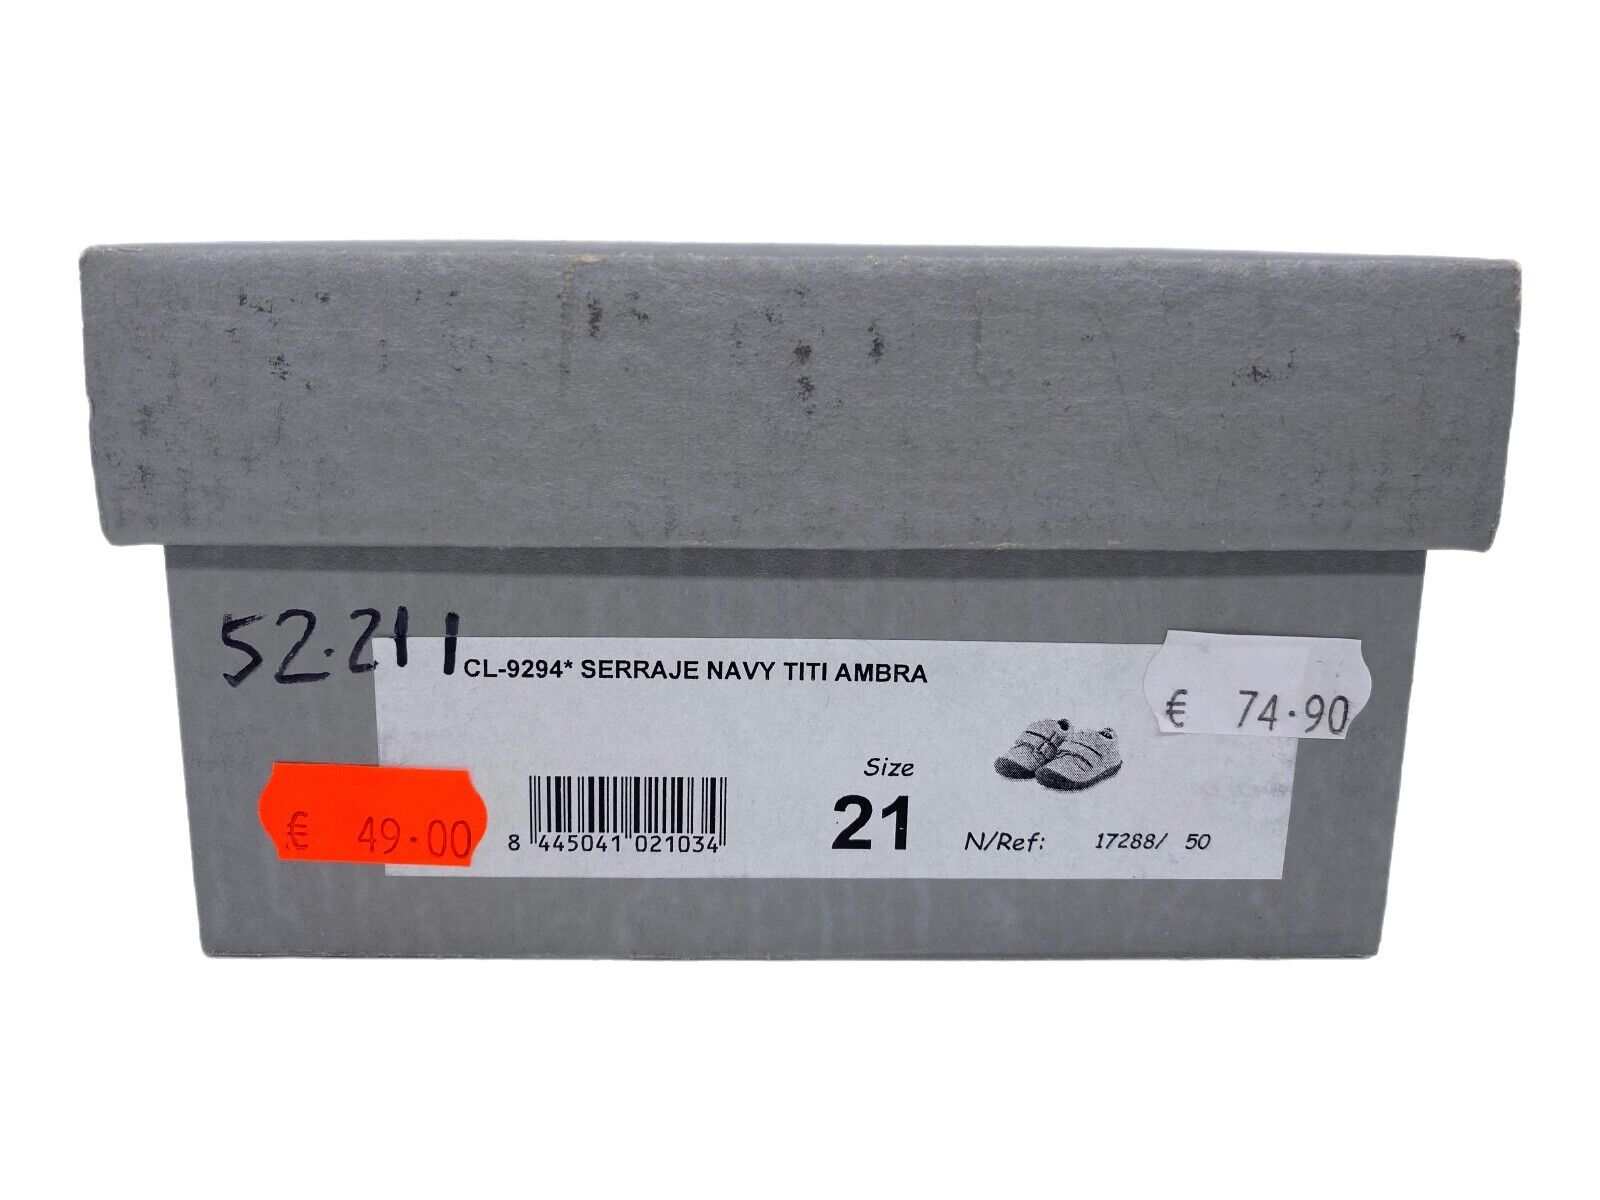 52.211
CL-9294* SERRAJE NAVY TITI AMBRA
€ 74.90
Size
21
€ 49.00
8 445041 021034
N/Ref: 17288/ 50